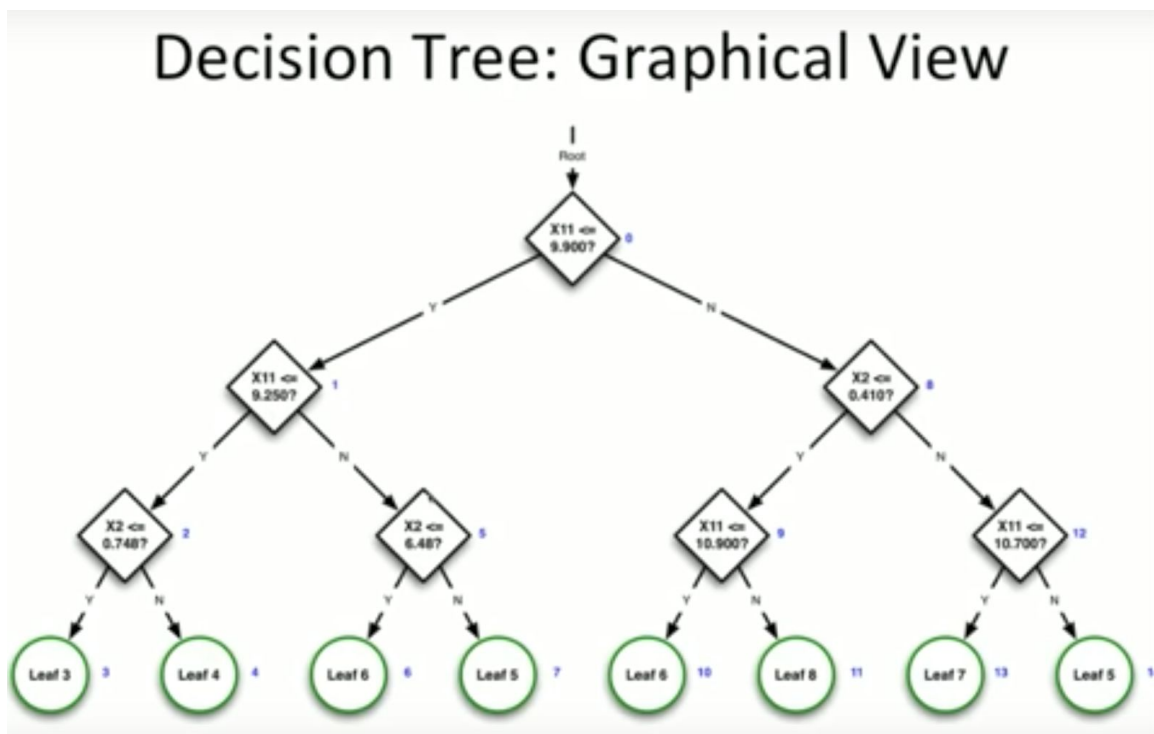 Decision Tree: Graphical View
Root
X11 <=
9.900?
0
Y
N
X11 <=
9.250?
1
X2 <=
0.410?
8
Y
N
Y
N
X2 <=
0.748?
2
X2 <=
6.48?
5
X11 <=
10.900?
9
X11 <=
10.700?
12
Y
N
Y
N
Y
N
Y
N
Leaf 3
3
Leaf 4
4
Leaf 6
6
Leaf 5
7
Leaf 6
10
Leaf 8
11
Leaf 7
13
Leaf 5